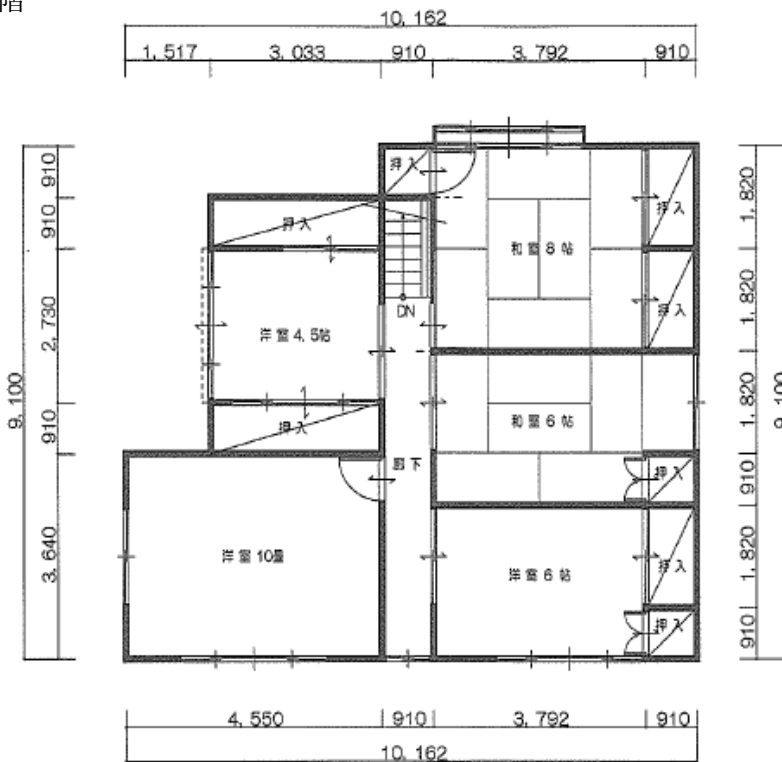 階
10,162
1,517 3,033 910 3,792 910
910 910 2,730 910 3,640
9,100
押入
押入
押入
和室8帖
押入
DN
洋室4.5帖
押入
和室6帖
押入
廊下
洋室10畳
洋室6帖
押入
押入
1,820 1,820 1,820 910 1,820 910
9,100
4,550 910 3,792 910
10,162